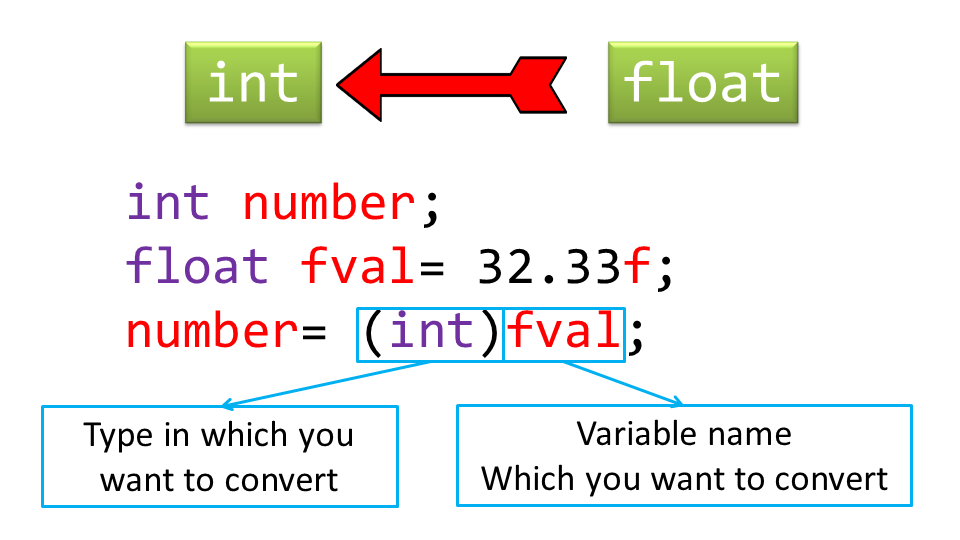 int float
int number;
float fval= 32.33f;
number= (int)fval;
Type in which you
want to convert
Variable name
Which you want to convert